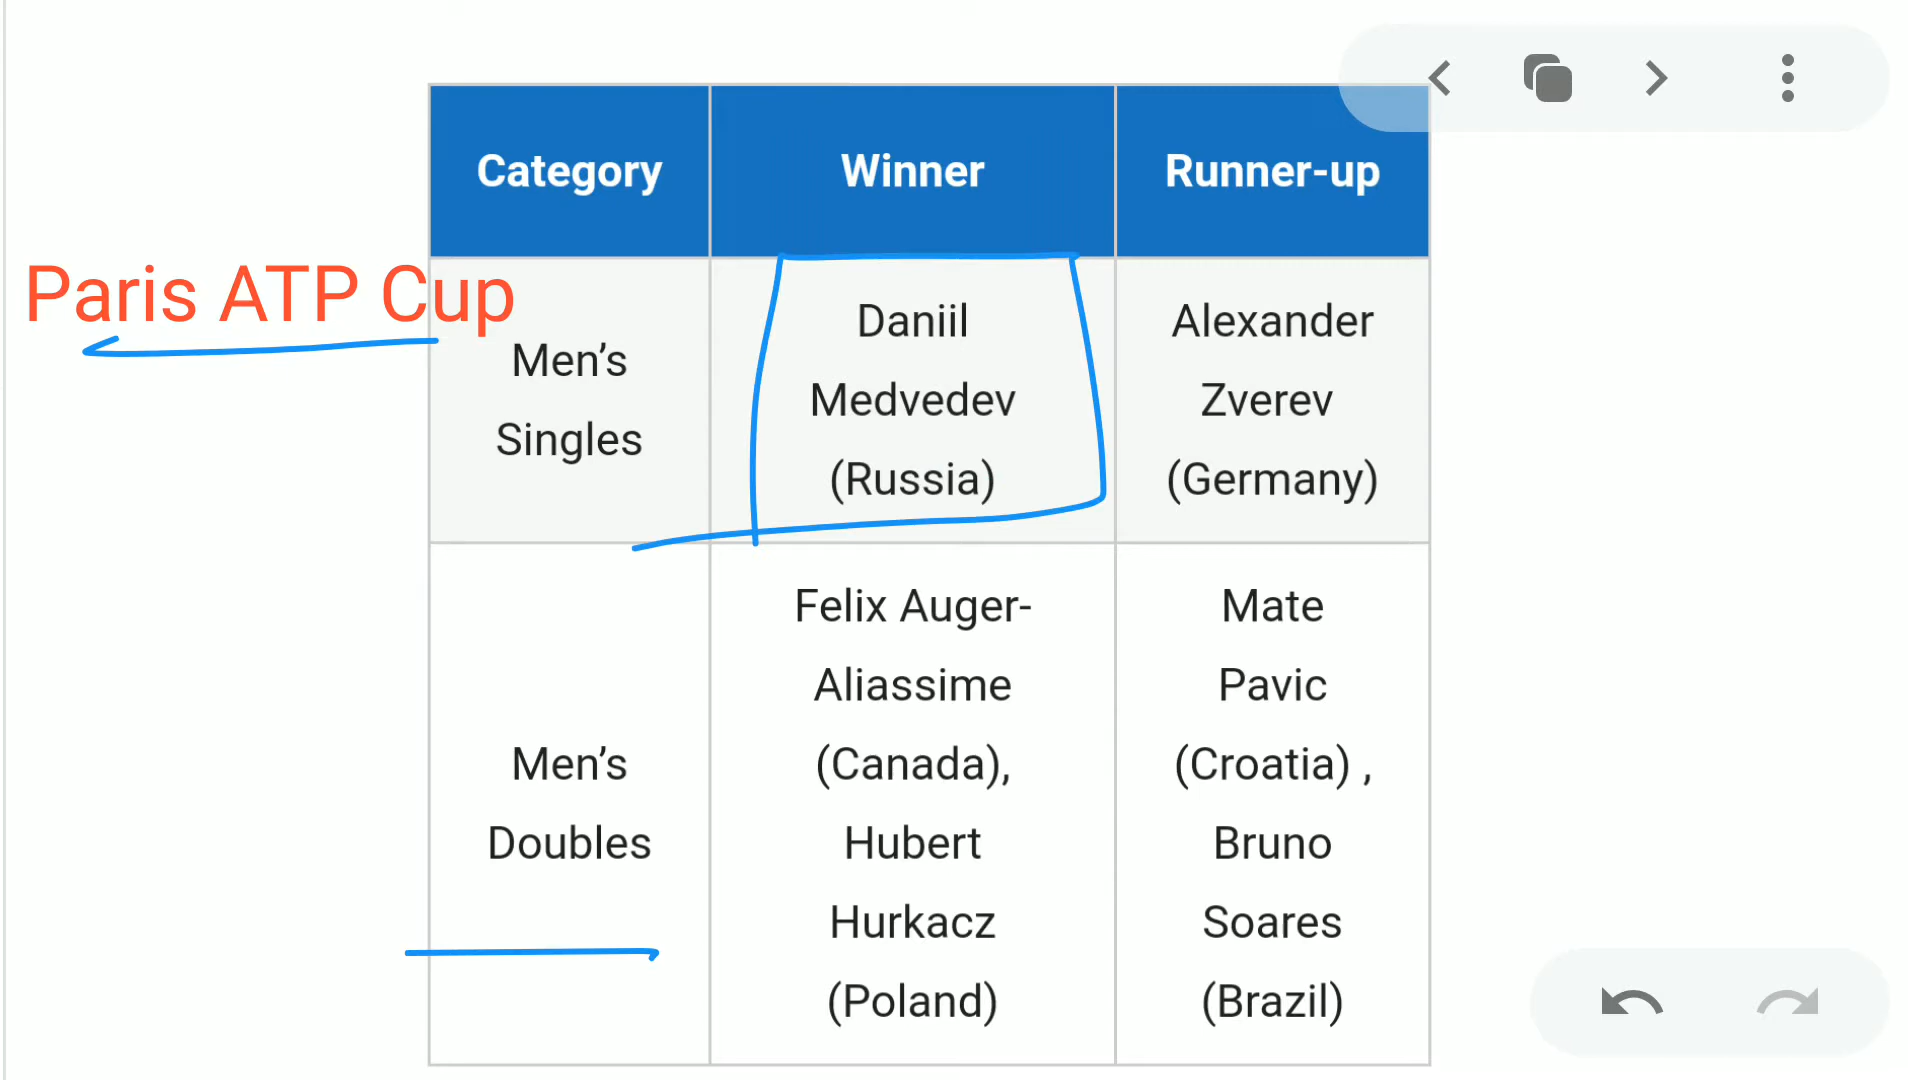 Category
Winner
Runner-up
Paris ATP Cup
Men’s
Singles
Daniil
Medvedev
(Russia)
Alexander
Zverev
(Germany)
Men’s
Doubles
Felix Auger-
Aliassime
(Canada),
Hubert
Hurkacz
(Poland)
Mate
Pavic
(Croatia) ,
Bruno
Soares
(Brazil)